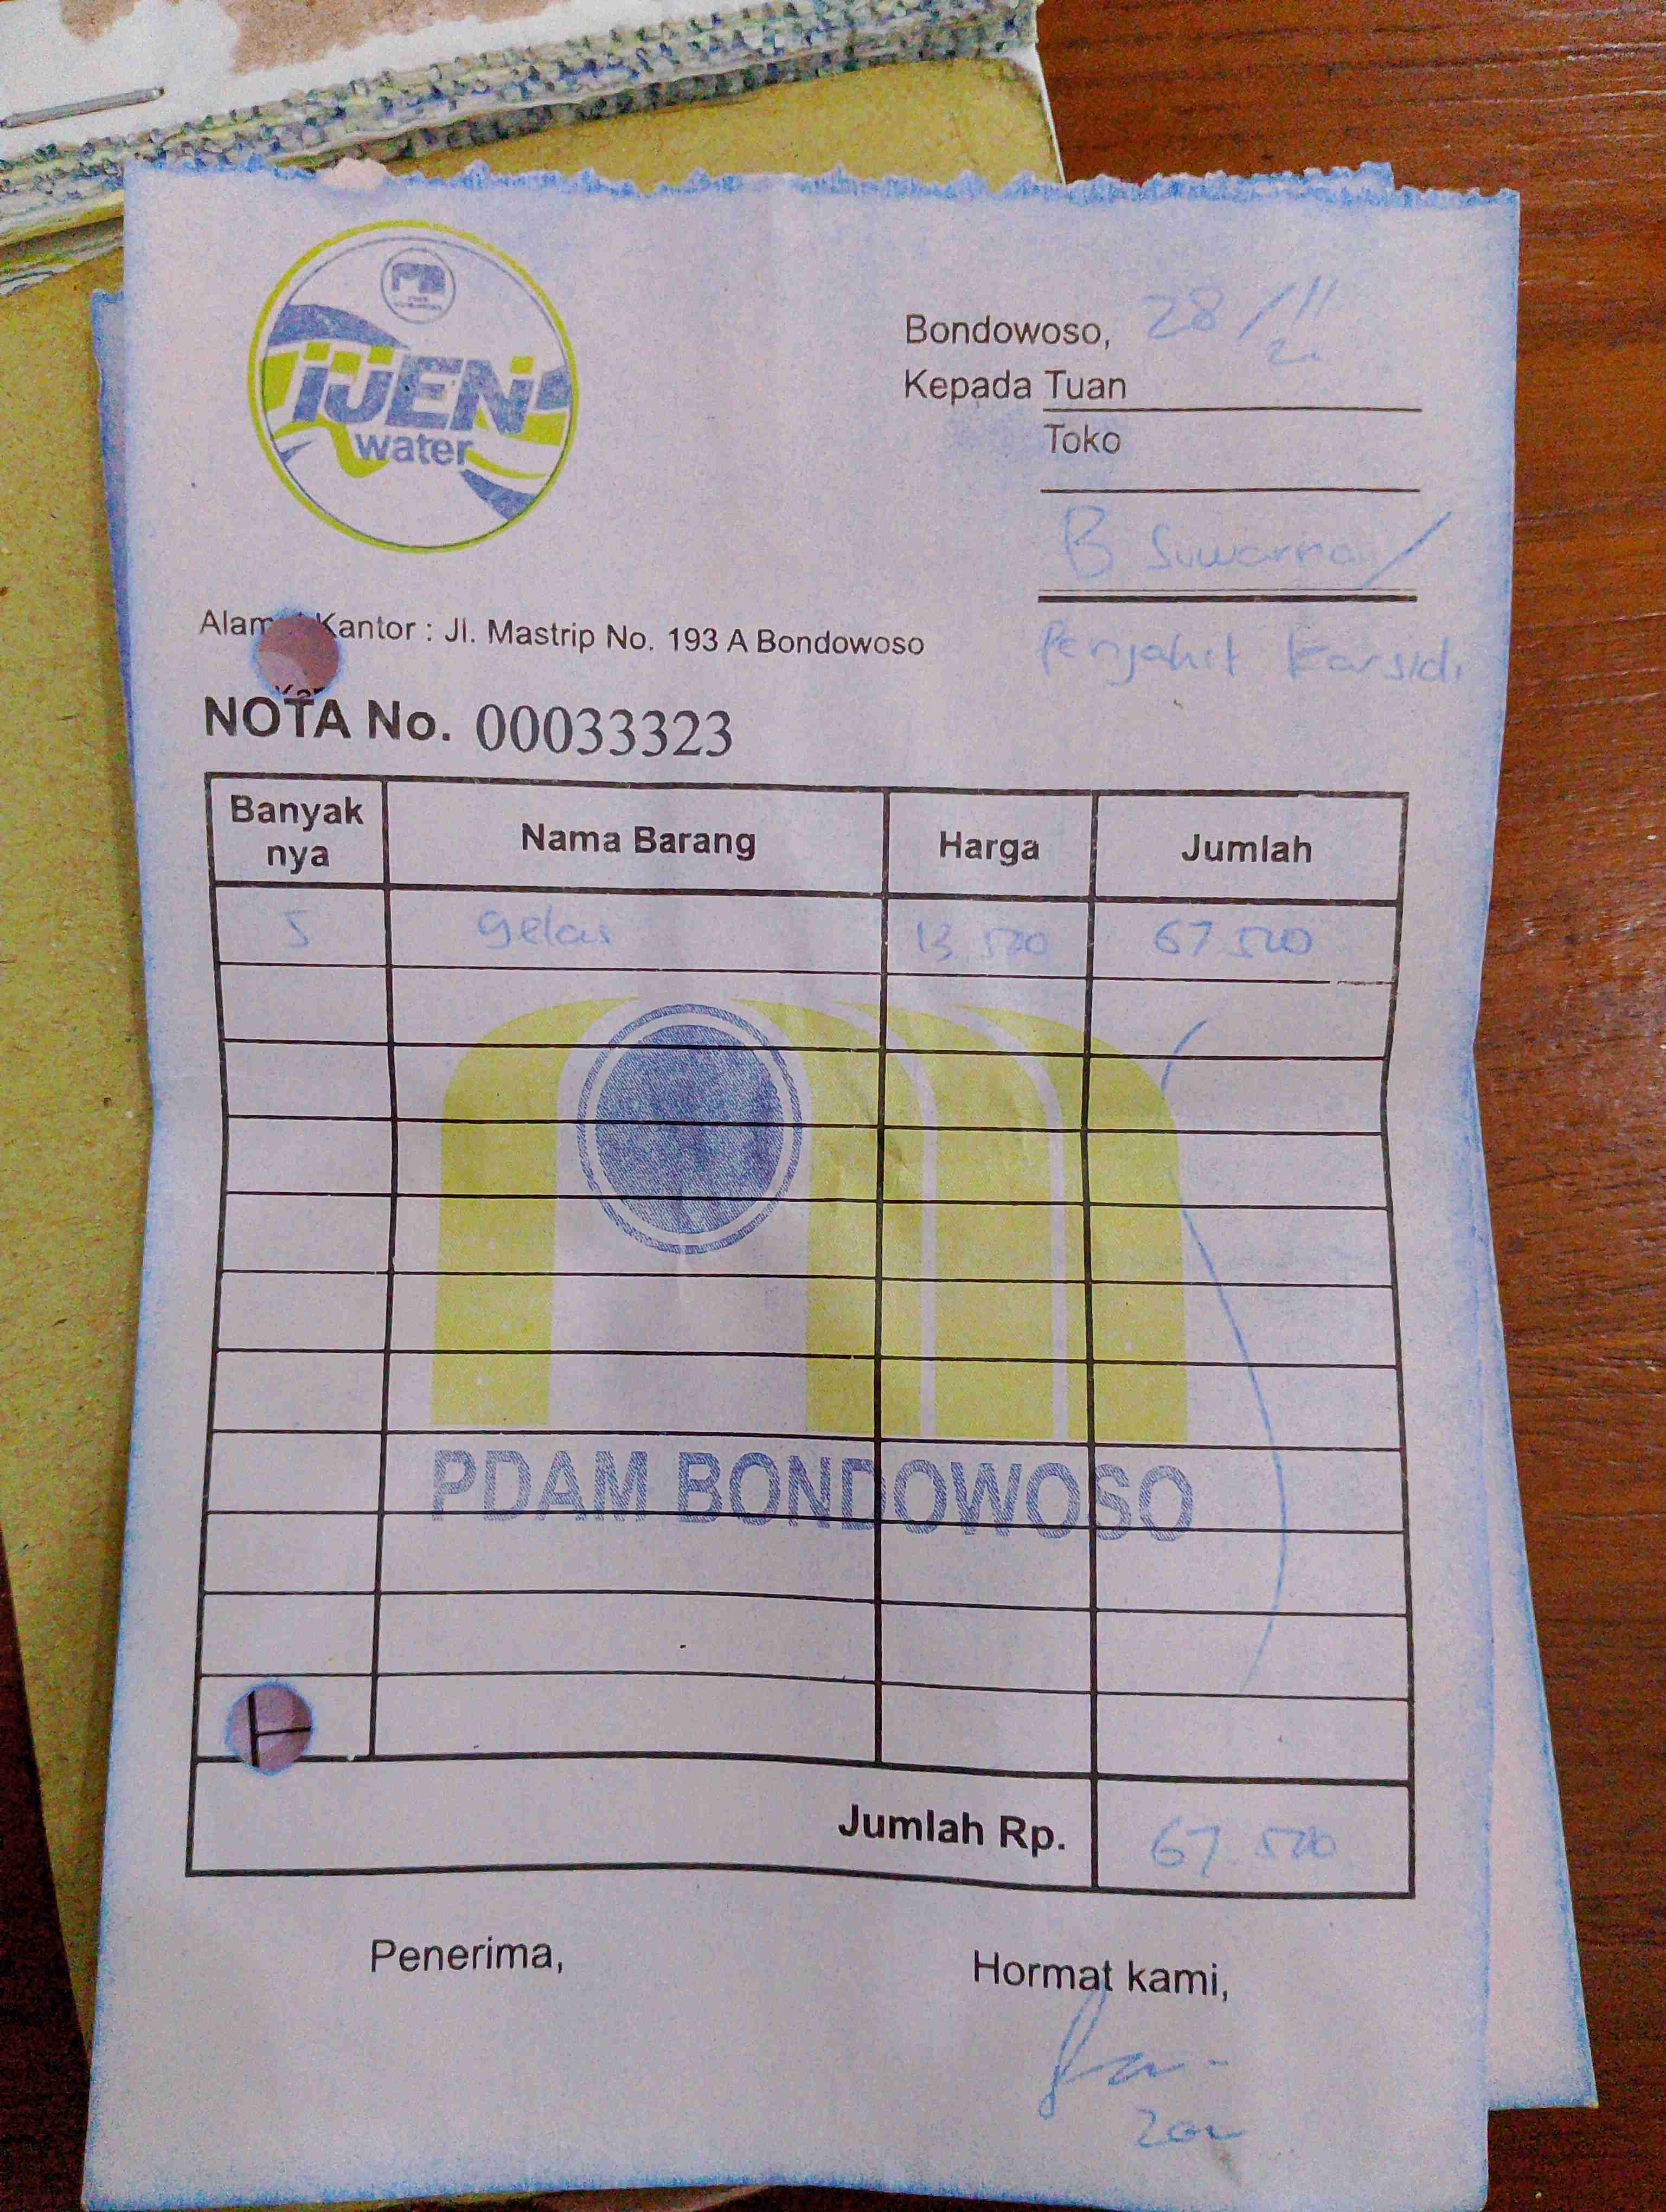 IJEN
water
Bondowoso, 28/11
Kepada Tuan
Toko
B Suwarno/
Penjahit Karsidi
Kantor : Jl. Mastrip No. 193 A Bondowoso
NOTA No. 00033323
Banyak
nya
Nama Barang
Harga
Jumlah
5 gelas 13 500 67 500
PDAM BONDOWOSO
Jumlah Rp. 67.500
Penerima,
Hormat kami,